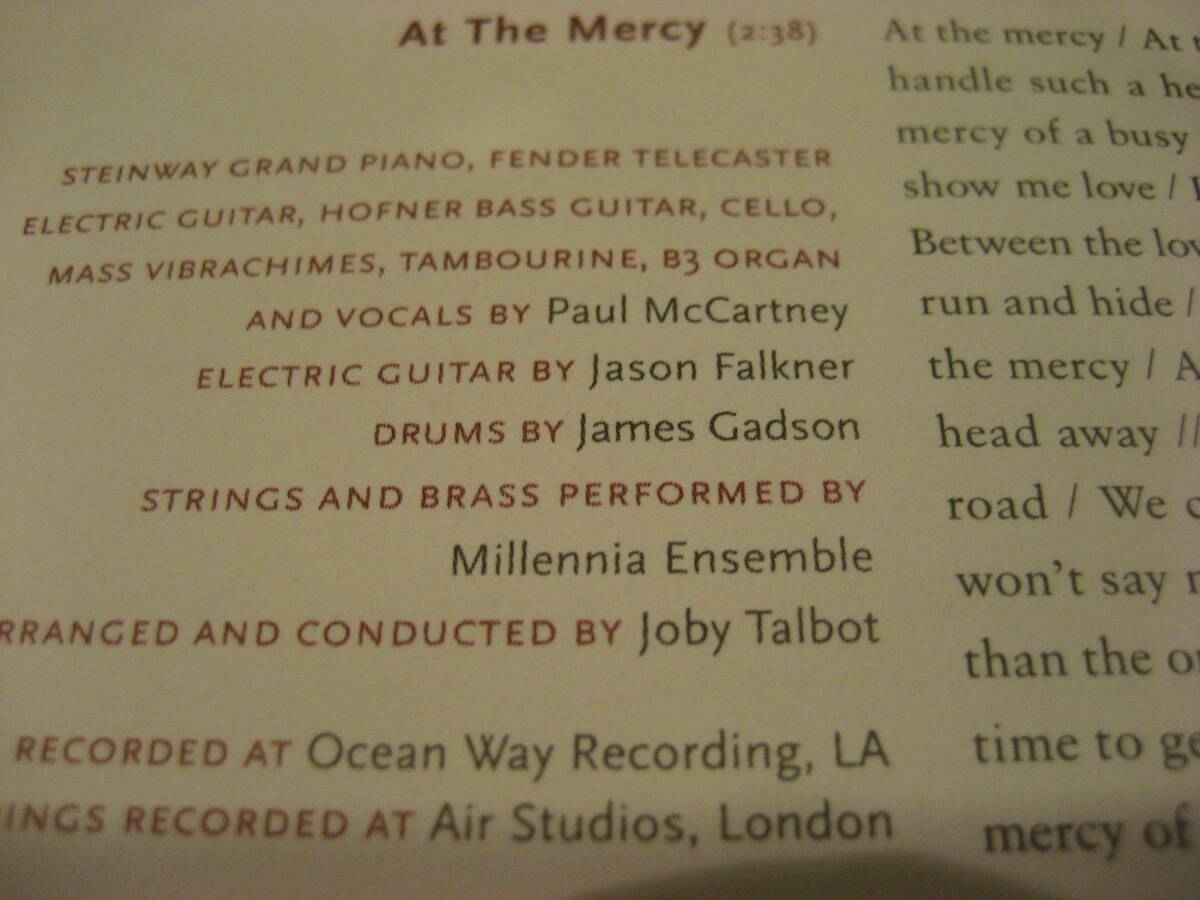 At The Mercy (2:38)
STEINWAY GRAND PIANO, FENDER TELECASTER
ELECTRIC GUITAR, HOFNER BASS GUITAR, CELLO,
MASS VIBRACHIMES, TAMBOURINE, B3 ORGAN
AND VOCALS BY Paul McCartney
ELECTRIC GUITAR BY Jason Falkner
DRUMS BY James Gadson
STRINGS AND BRASS PERFORMED BY
Millennia Ensemble
RRANGED AND CONDUCTED BY Joby Talbot
RECORDED AT Ocean Way Recording, LA
INGS RECORDED AT Air Studios, London
At the mercy / At
handle such a he
mercy of a busy
show me love /
Between the lov
run and hide /
the mercy / A
head away //
road / We c
won't say
than the o
time to ge
mercy of